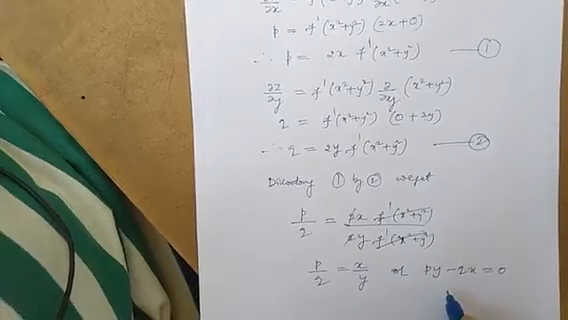 p = f'(x²+y²) (2x+0)
∴ p = 2x f'(x²+y²) —— ①
∂z/∂y = f'(x²+y²) ∂/∂y (x²+y²)
q = f'(x²+y²) (0 + 2y)
∴ q = 2y f'(x²+y²) —— ②
① by ② we get
p/q = 2x f'(x²+y²) / 2y f'(x²+y²)
p/q = x/y or py - qx = 0